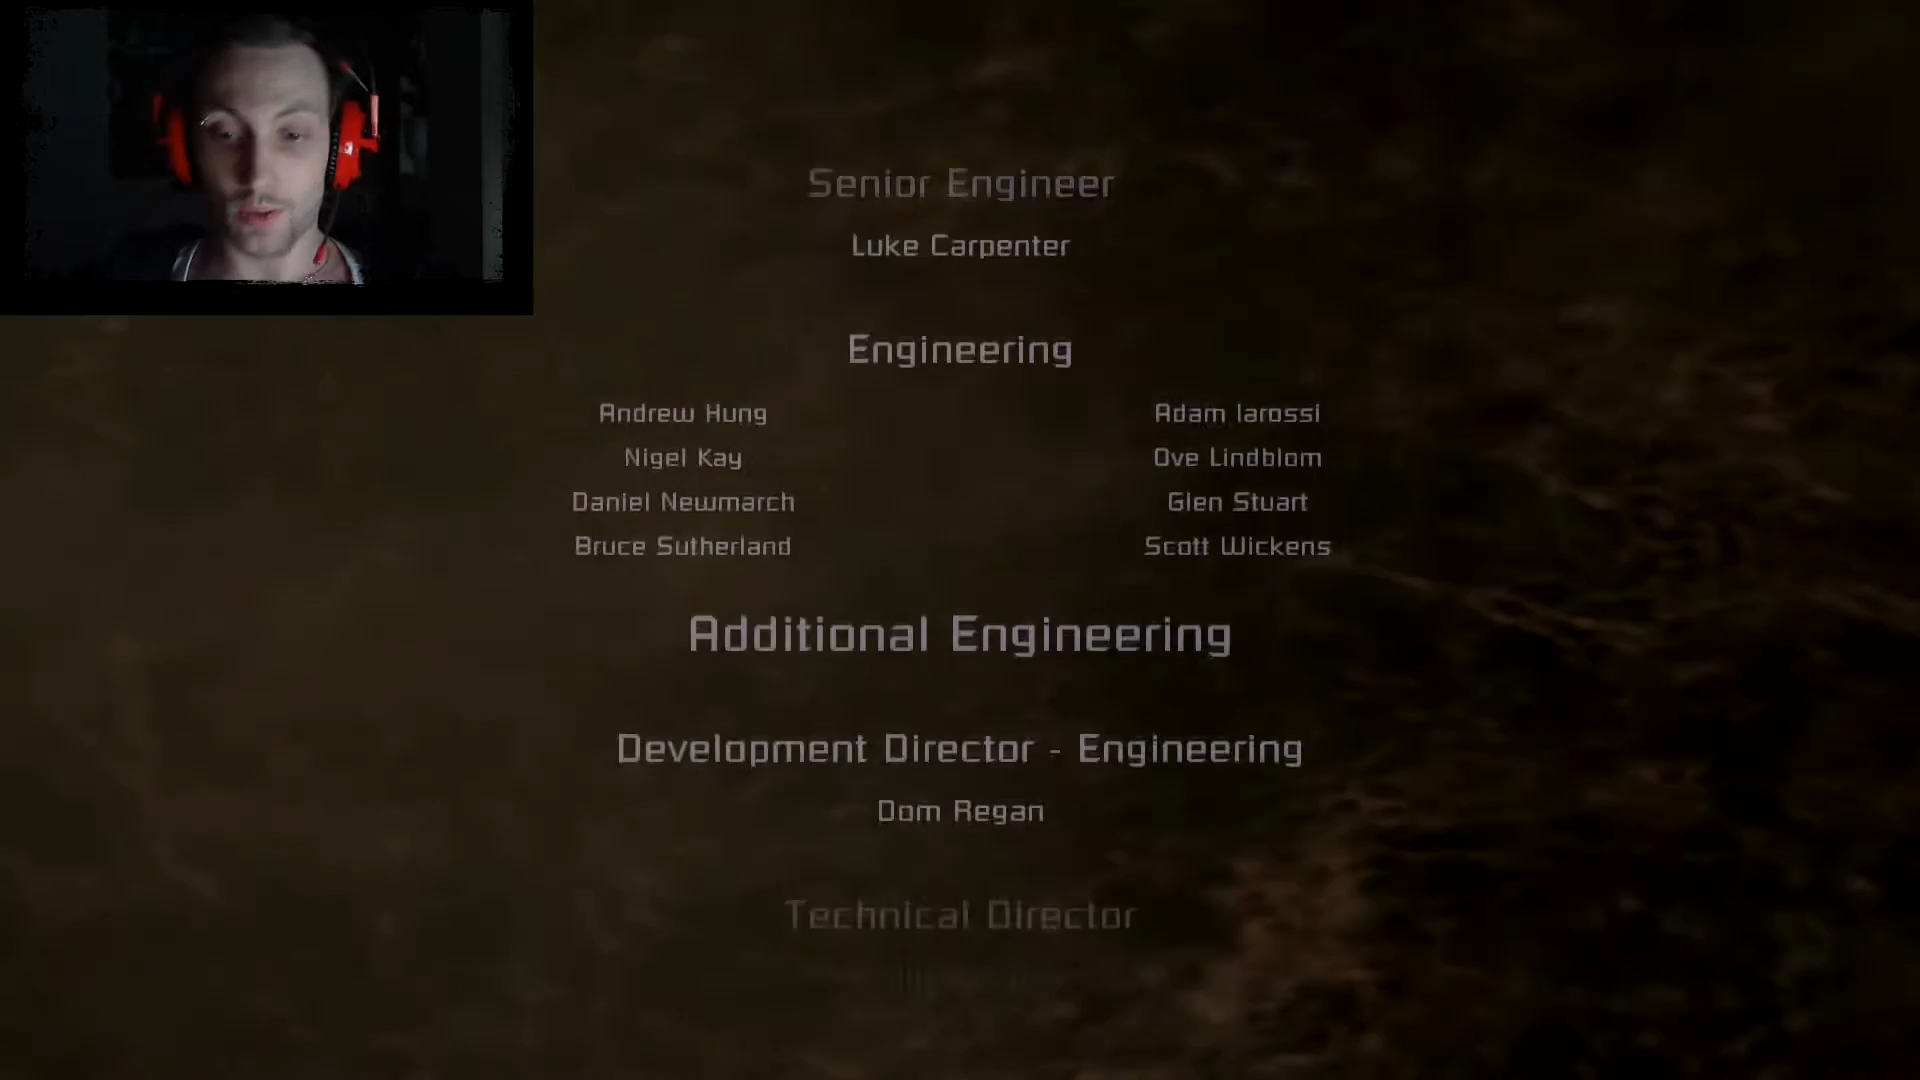 Senior Engineer
Luke Carpenter
Engineering
Andrew Hung Adam Iarossi
Nigel Kay Ove Lindblom
Daniel Newmarch Glen Stuart
Bruce Sutherland Scott Wickens
Additional Engineering
Development Director - Engineering
Dom Regan
Technical Director